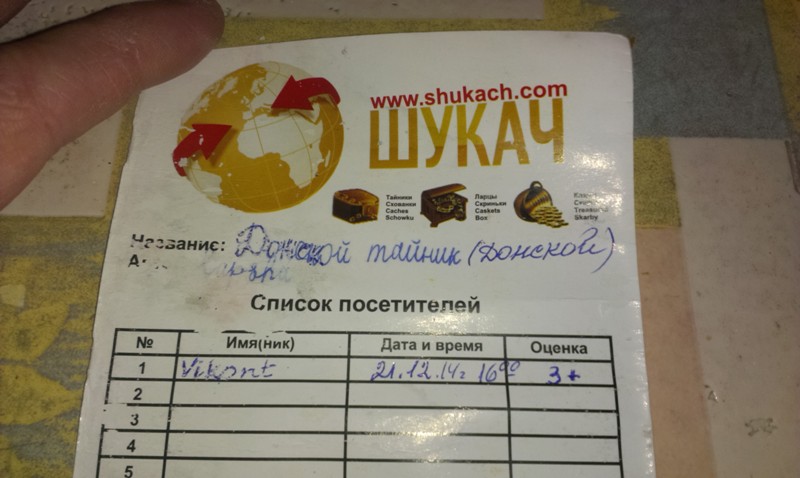 www.shukach.com
ШУКАЧ
Тайники
Схованки
Caches
Schowku
Ларцы
Скриньки
Caskets
Box
Skarby
Название: Донской тайник (Донской)
Список посетителей
№ Имя(ник) Дата и время Оценка
1 Vikont 21.12.14г 16⁰⁰ 3+
2
3
4
5